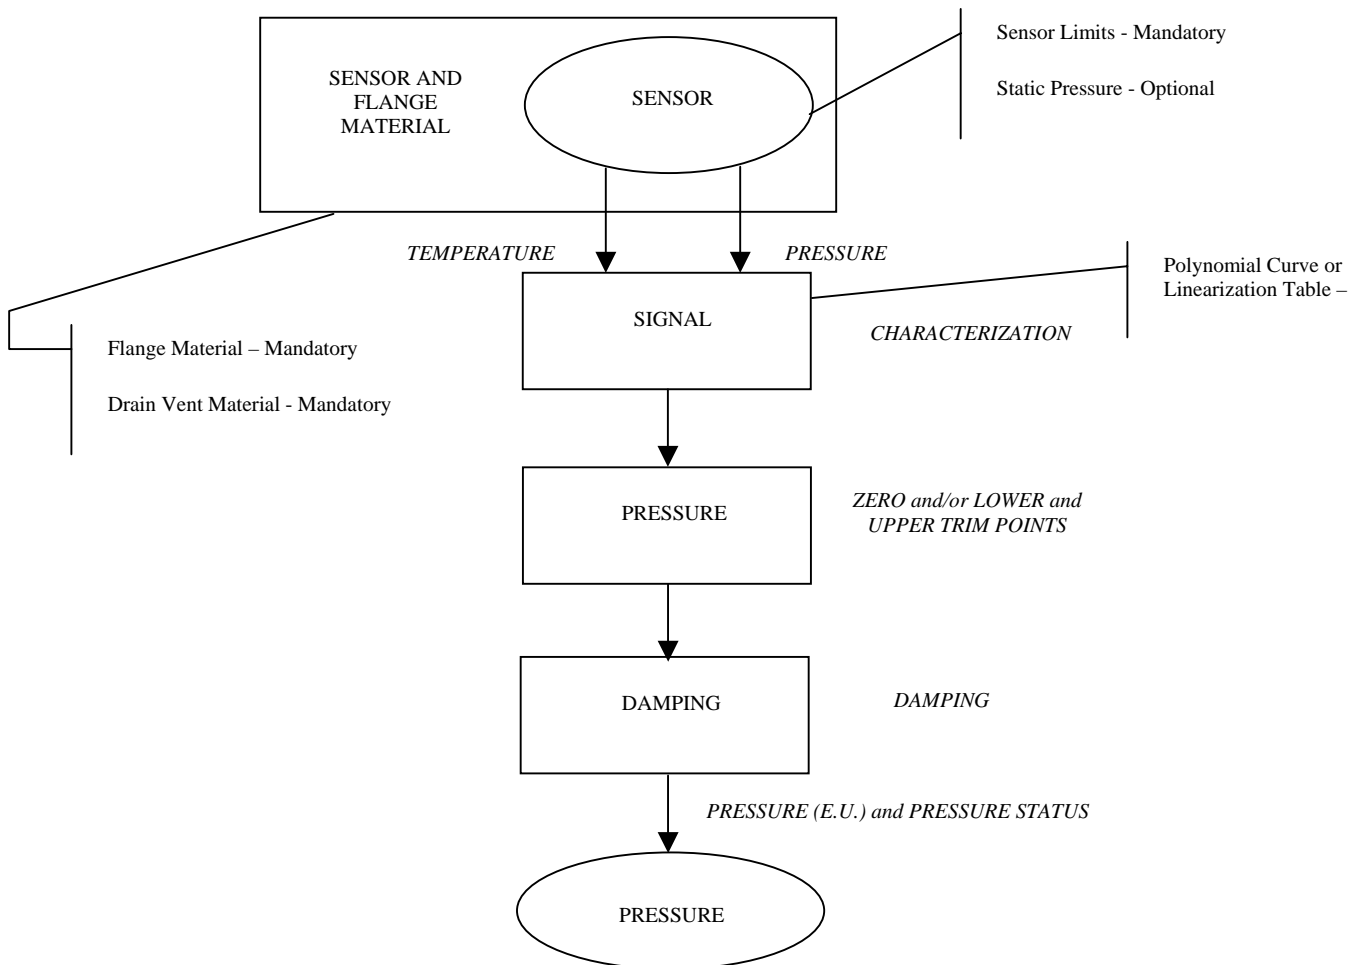 Sensor Limits - Mandatory
SENSOR AND
FLANGE
MATERIAL
SENSOR
Static Pressure - Optional
TEMPERATURE
PRESSURE
Polynomial Curve or
Linearization Table –
SIGNAL
CHARACTERIZATION
Flange Material – Mandatory
Drain Vent Material - Mandatory
PRESSURE
ZERO and/or LOWER and
UPPER TRIM POINTS
DAMPING
DAMPING
PRESSURE (E.U.) and PRESSURE STATUS
PRESSURE